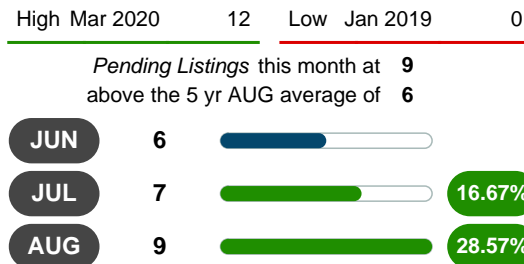 High Mar 2020 12 Low Jan 2019 0
Pending Listings this month at 9
above the 5 yr AUG average of 6
JUN 6
JUL 7 16.67%
AUG 9 28.57%